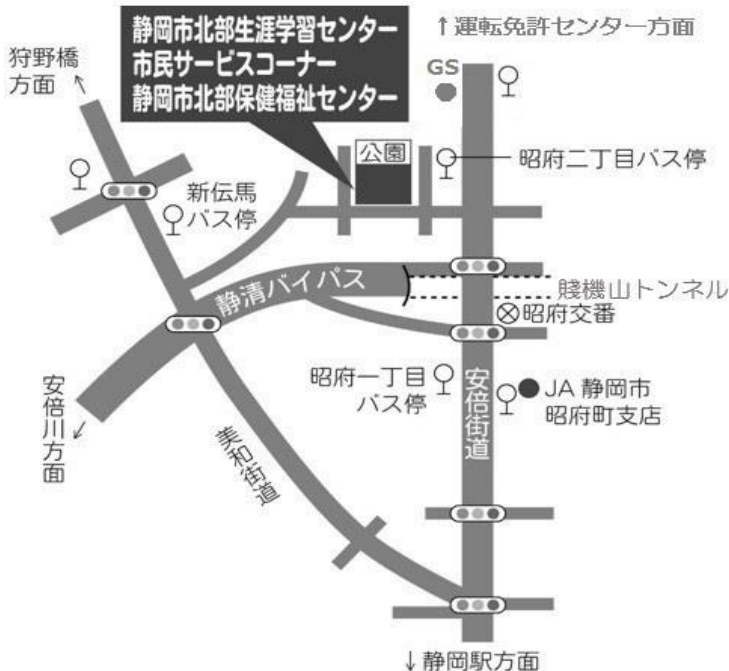 静岡市北部生涯学習センター
市民サービスコーナー
静岡市北部保健福祉センター
↑運転免許センター方面
狩野橋
方面
GS
公園
昭府二丁目バス停
新伝馬
バス停
静清バイパス
賤機山トンネル
昭府交番
昭府一丁目
バス停
安倍街道
JA 静岡市
昭府町支店
安倍川方面
美和街道
↓静岡駅方面